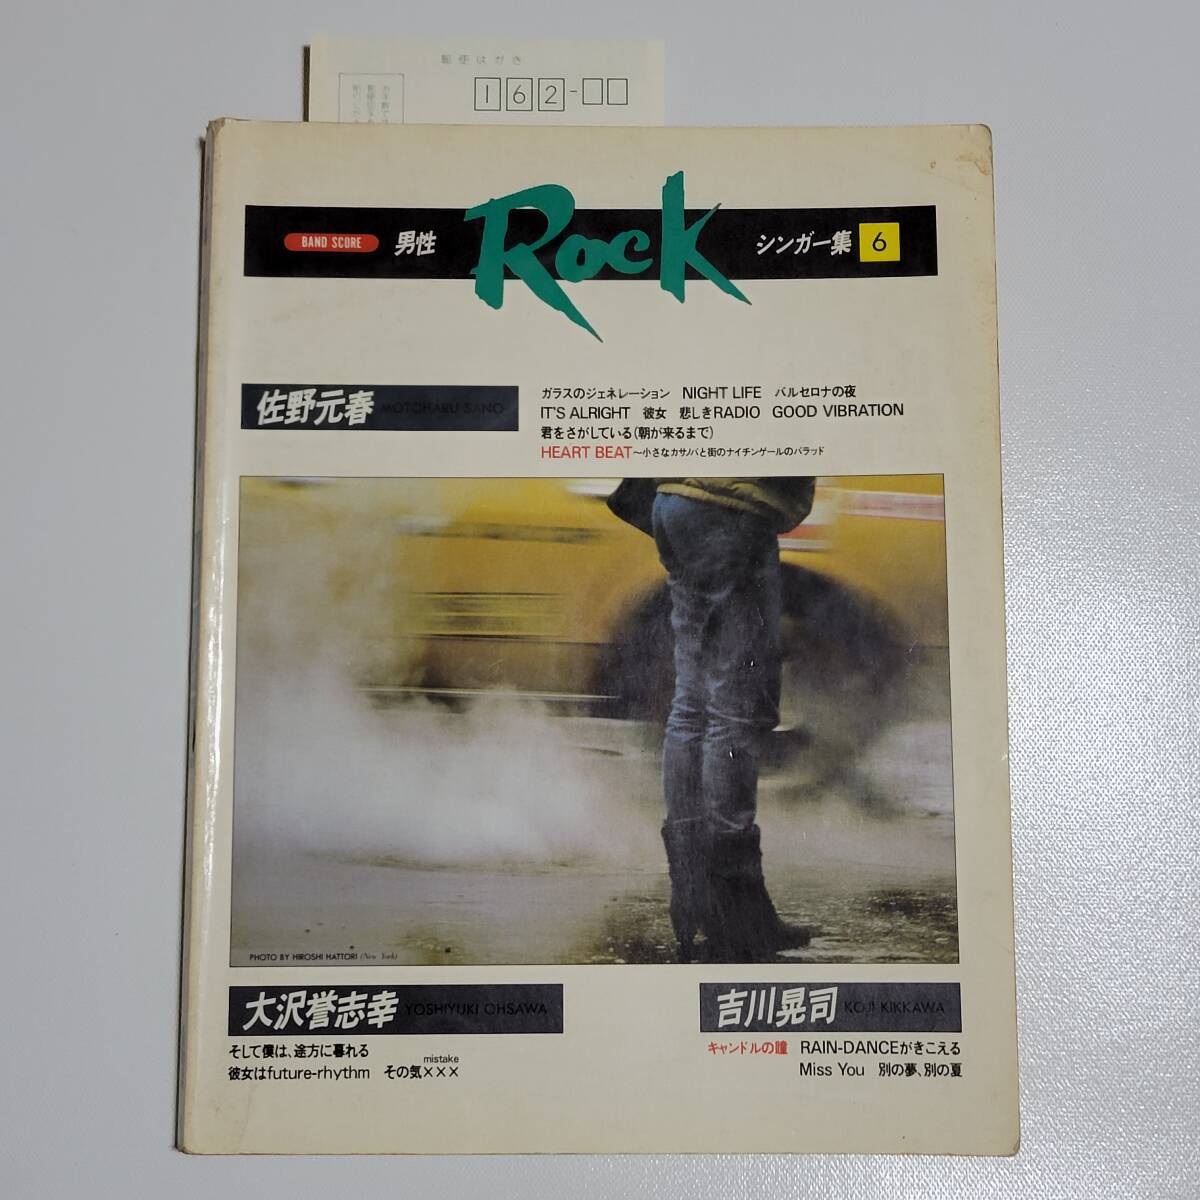 郵便はがき
162-
BAND SCORE 男性 Rock シンガー集 6
佐野元春 MOTOHARU SANO
ガラスのジェネレーション NIGHT LIFE バルセロナの夜
IT'S ALRIGHT 彼女 悲しきRADIO GOOD VIBRATION
君をさがしている(朝が来るまで)
HEART BEAT〜小さなカサノバと街のナイチンゲールのバラッド
PHOTO BY HIROSHI HATTORI (New York)
大沢誉志幸 YOSHIYUKI OHSAWA
そして僕は、途方に暮れる
mistake
彼女はfuture-rhythm その気×××
吉川晃司 KOJI KIKKAWA
キャンドルの瞳 RAIN-DANCEがきこえる
Miss You 別の夢、別の夏